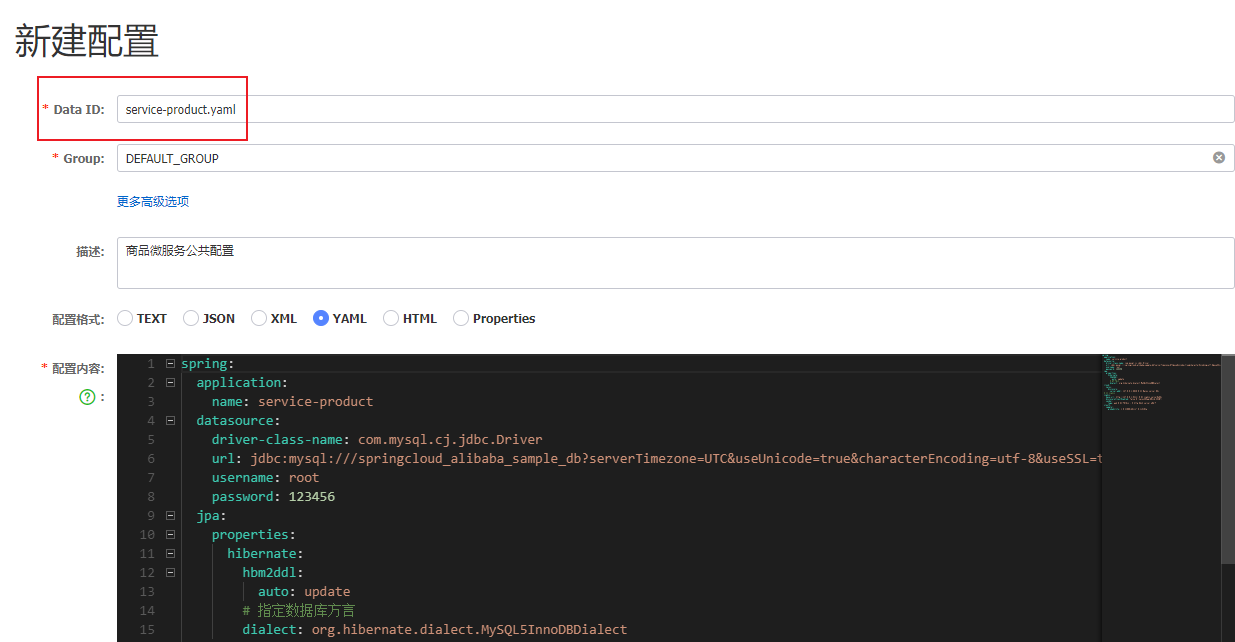 新建配置
* Data ID: service-product.yaml
* Group: DEFAULT_GROUP
更多高级选项
描述: 商品微服务公共配置
配置格式: TEXT JSON XML YAML HTML Properties
* 配置内容:
? :
1 spring:
2 application:
3 name: service-product
4 datasource:
5 driver-class-name: com.mysql.cj.jdbc.Driver
6 url: jdbc:mysql:///springcloud_alibaba_sample_db?serverTimezone=UTC&useUnicode=true&characterEncoding=utf-8&useSSL=t
7 username: root
8 password: 123456
9 jpa:
10 properties:
11 hibernate:
12 hbm2ddl:
13 auto: update
14 # 指定数据库方言
15 dialect: org.hibernate.dialect.MySQL5InnoDBDialect